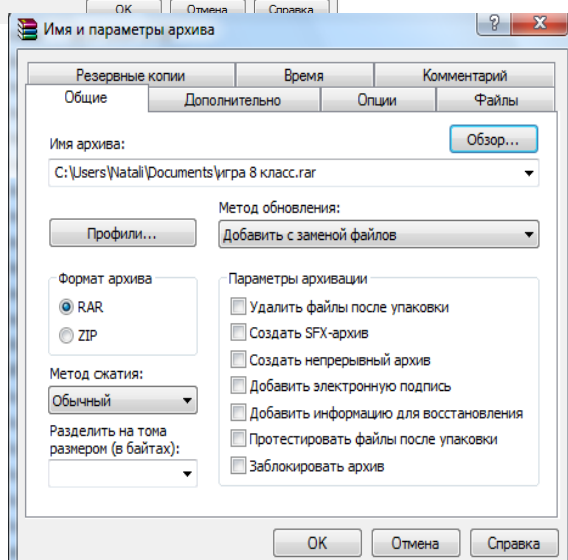 ОК Отмена Справка
Имя и параметры архива
Резервные копии Время Комментарий
Общие Дополнительно Опции Файлы
Имя архива: Обзор...
C:\Users\Natali\Documents\игра 8 класс.rar
Метод обновления:
Профили... Добавить с заменой файлов
Формат архива
RAR
ZIP
Метод сжатия:
Обычный
Разделить на тома
размером (в байтах):
Параметры архивации
Удалить файлы после упаковки
Создать SFX-архив
Создать непрерывный архив
Добавить электронную подпись
Добавить информацию для восстановления
Протестировать файлы после упаковки
Заблокировать архив
ОК Отмена Справка